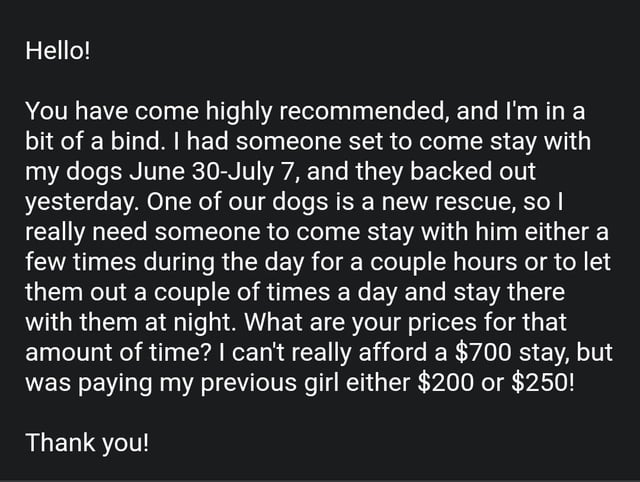 Hello!
You have come highly recommended, and I'm in a
bit of a bind. I had someone set to come stay with
my dogs June 30-July 7, and they backed out
yesterday. One of our dogs is a new rescue, so I
really need someone to come stay with him either a
few times during the day for a couple hours or to let
them out a couple of times a day and stay there
with them at night. What are your prices for that
amount of time? I can't really afford a $700 stay, but
was paying my previous girl either $200 or $250!
Thank you!